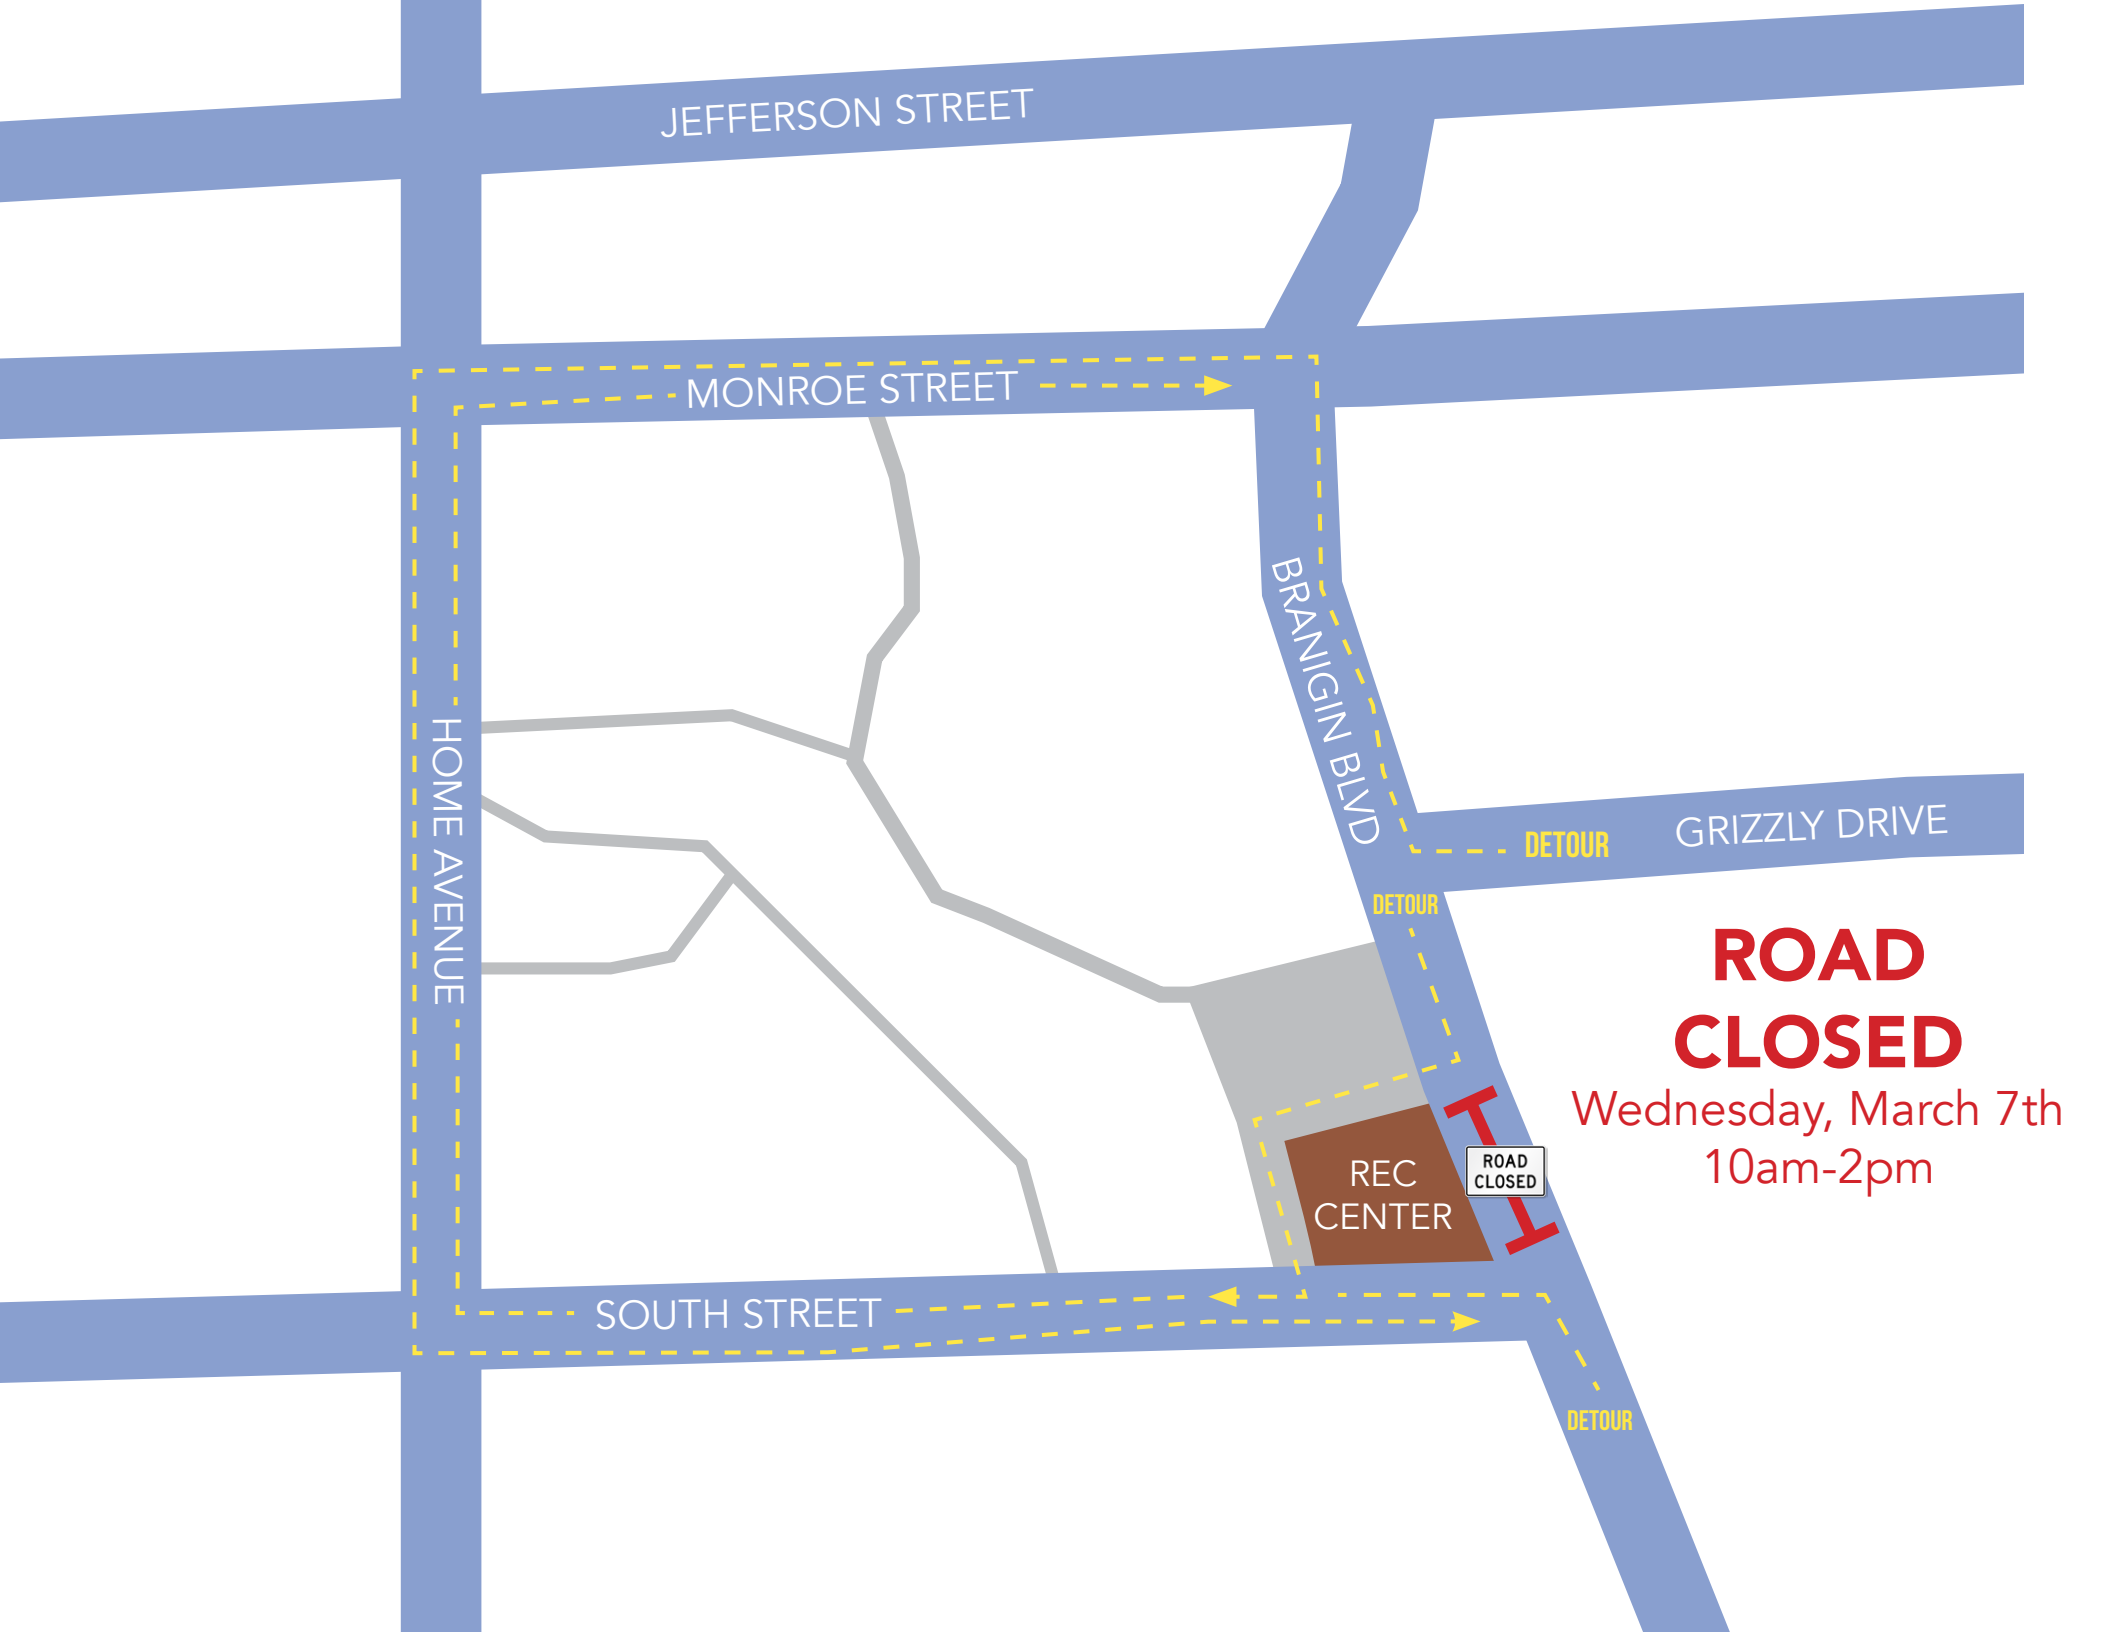 JEFFERSON STREET
MONROE STREET
BRANIGIN BLVD
HOME AVENUE
GRIZZLY DRIVE
DETOUR
DETOUR
ROAD
CLOSED
Wednesday, March 7th
10am-2pm
ROAD
CLOSED
REC
CENTER
SOUTH STREET
DETOUR